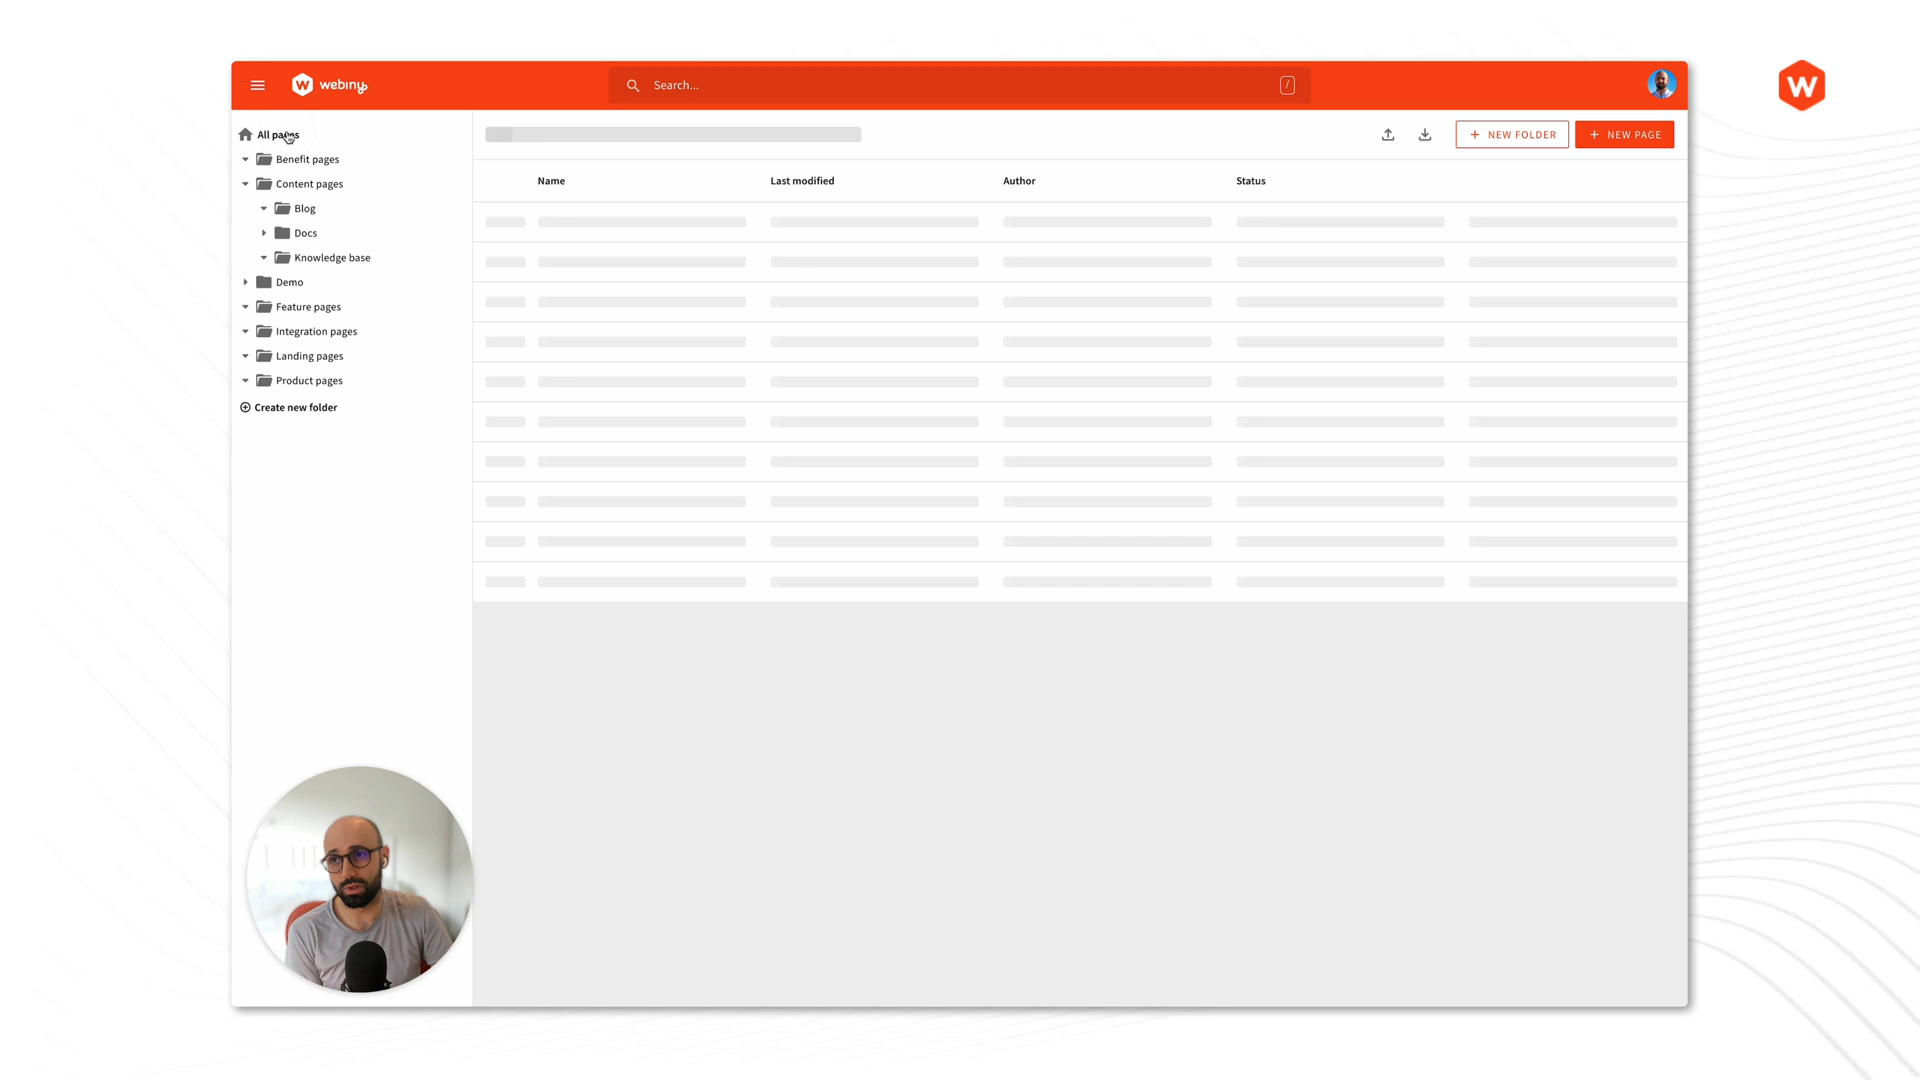 webiny
Search...
/
W
All pages
NEW FOLDER
NEW PAGE
Benefit pages
Content pages
Blog
Docs
Knowledge base
Demo
Feature pages
Integration pages
Landing pages
Product pages
Create new folder
Name
Last modified
Author
Status